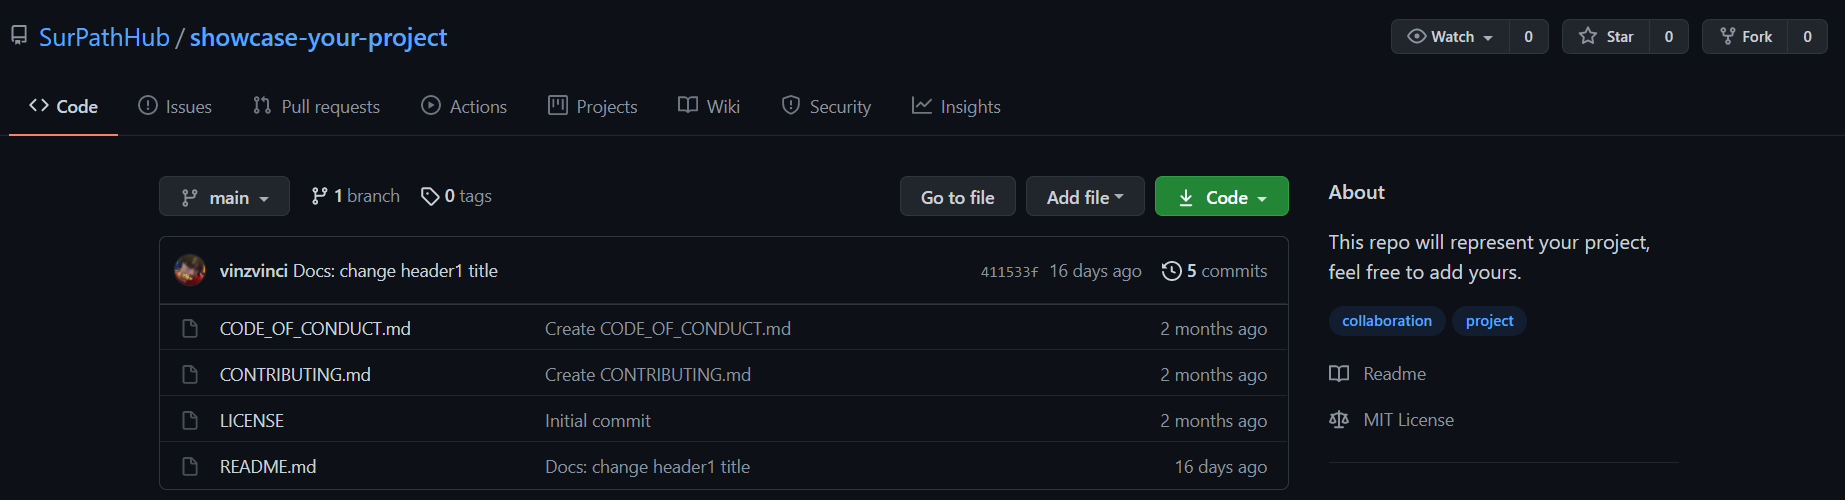 SurPathHub / showcase-your-project
Watch 0 Star 0 Fork 0
Code Issues Pull requests Actions Projects Wiki Security Insights
main 1 branch 0 tags Go to file Add file Code
vinzvinci Docs: change header1 title 411533f 16 days ago 5 commits
CODE_OF_CONDUCT.md Create CODE_OF_CONDUCT.md 2 months ago
CONTRIBUTING.md Create CONTRIBUTING.md 2 months ago
LICENSE Initial commit 2 months ago
README.md Docs: change header1 title 16 days ago
About
This repo will represent your project,
feel free to add yours.
collaboration project
Readme
MIT License